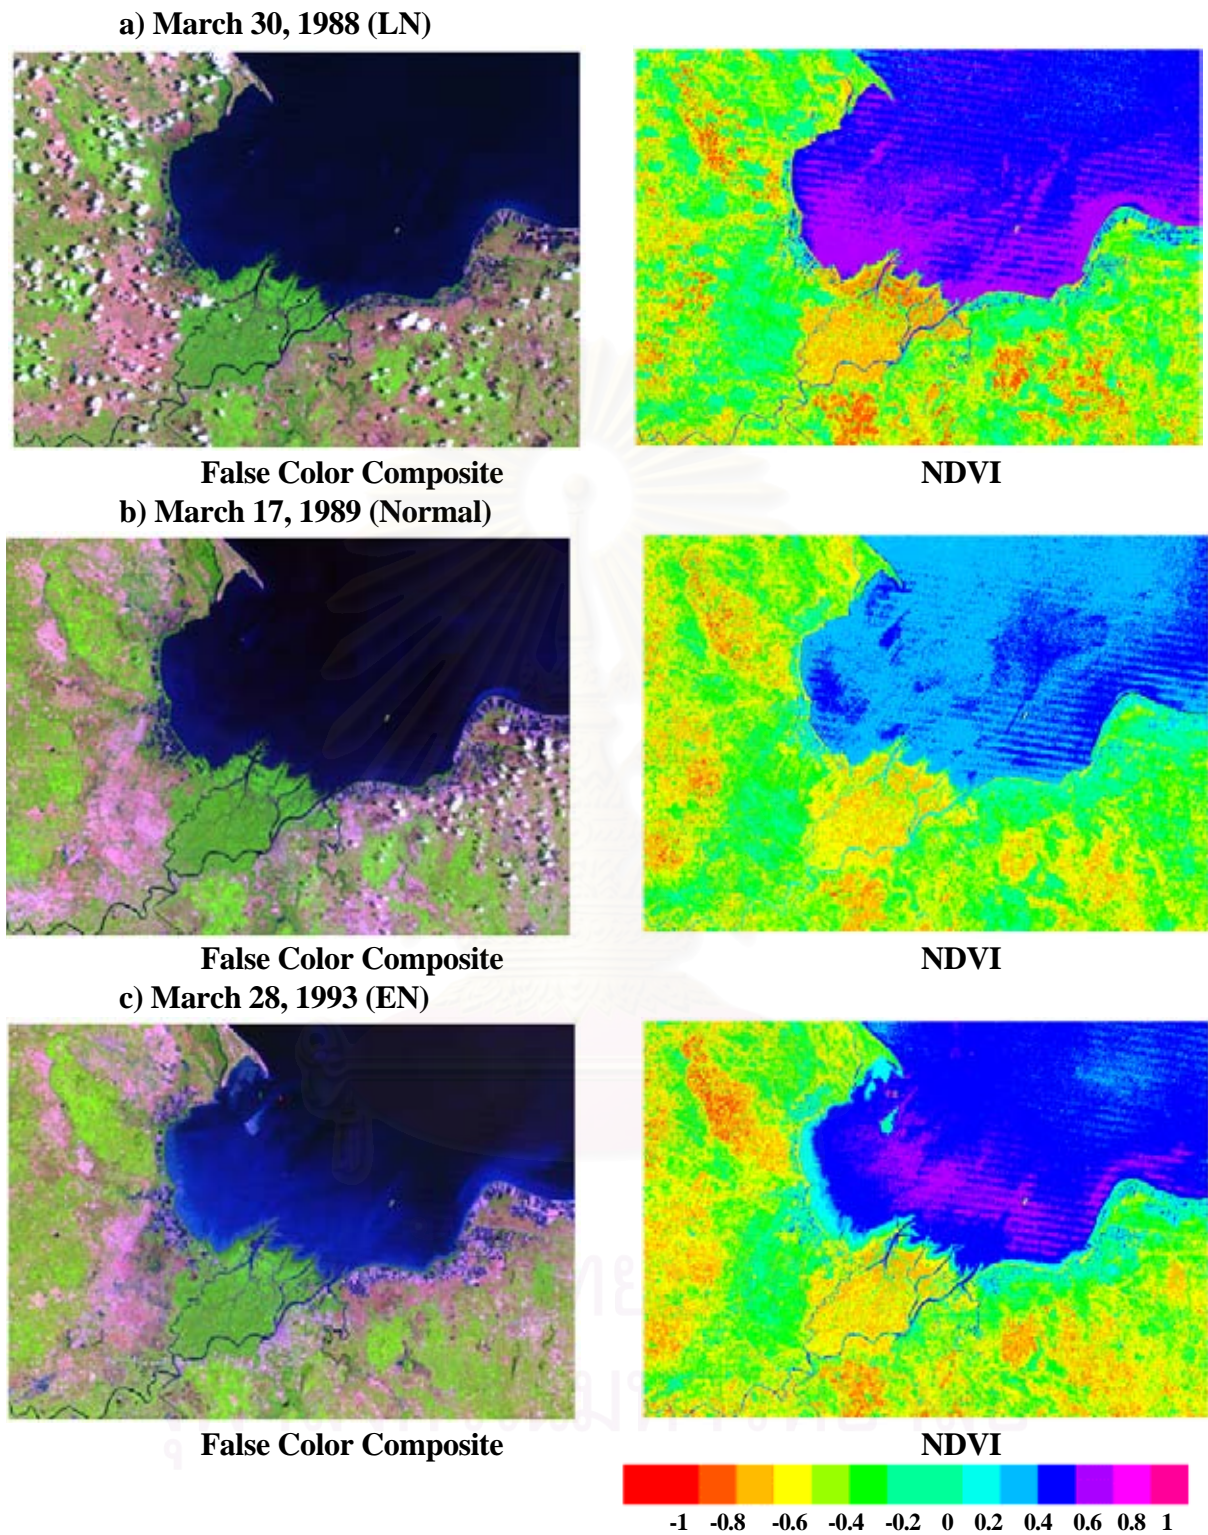 a) March 30, 1988 (LN)
False Color Composite NDVI
b) March 17, 1989 (Normal)
False Color Composite NDVI
c) March 28, 1993 (EN)
False Color Composite NDVI
-1 -0.8 -0.6 -0.4 -0.2 0 0.2 0.4 0.6 0.8 1